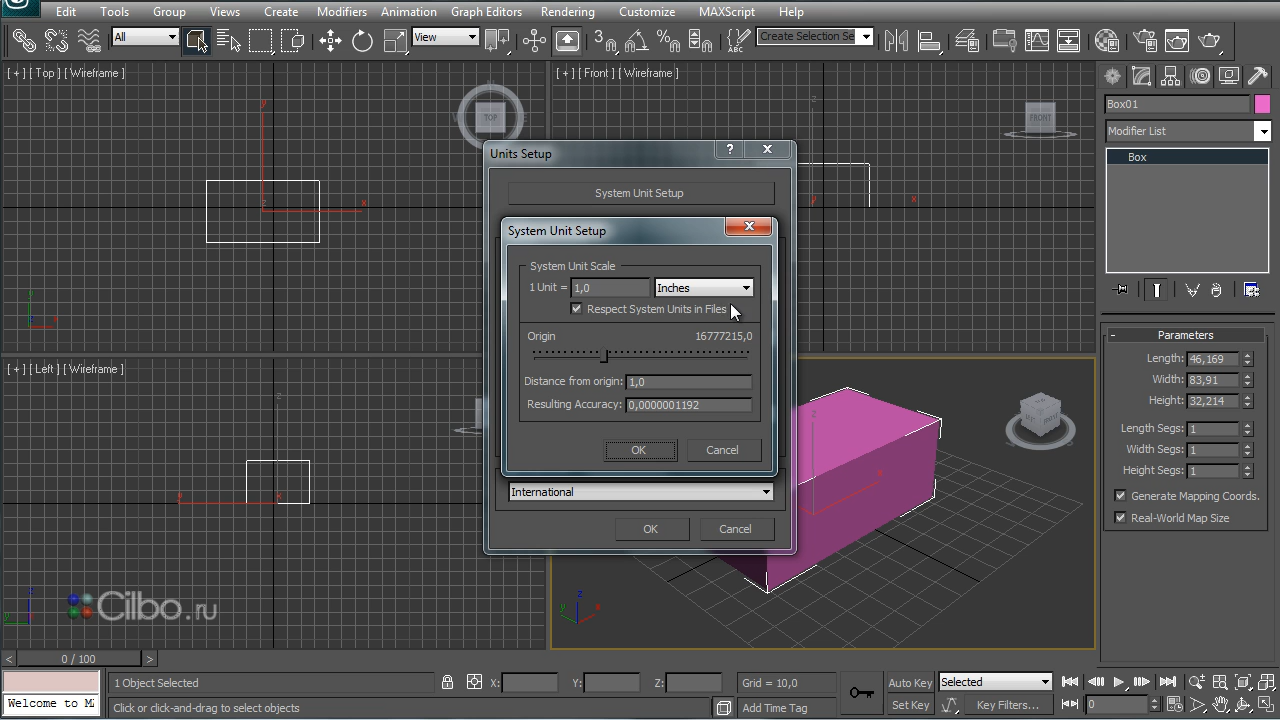 Edit Tools Group Views Create Modifiers Animation Graph Editors Rendering Customize MAXScript Help
All View Create Selection Se
[ + ] [ Top ] [ Wireframe ]
TOP
[ + ] [ Front ] [ Wireframe ]
FRONT
Box01
Modifier List
Box
Units Setup
System Unit Setup
System Unit Setup
System Unit Scale
1 Unit = 1,0 Inches
Respect System Units in Files
Origin 16777215,0
Distance from origin: 1,0
Resulting Accuracy: 0,0000001192
OK Cancel
International
OK Cancel
Parameters
Length: 46,169
Width: 83,91
Height: 32,214
Length Segs: 1
Width Segs: 1
Height Segs: 1
Generate Mapping Coords.
Real-World Map Size
[ + ] [ Left ] [ Wireframe ]
Cilbo.ru
< 0 / 100 >
1 Object Selected X: Y: Z: Grid = 10,0 Auto Key Selected
Welcome to M
Click or click-and-drag to select objects Add Time Tag Set Key Key Filters... 0